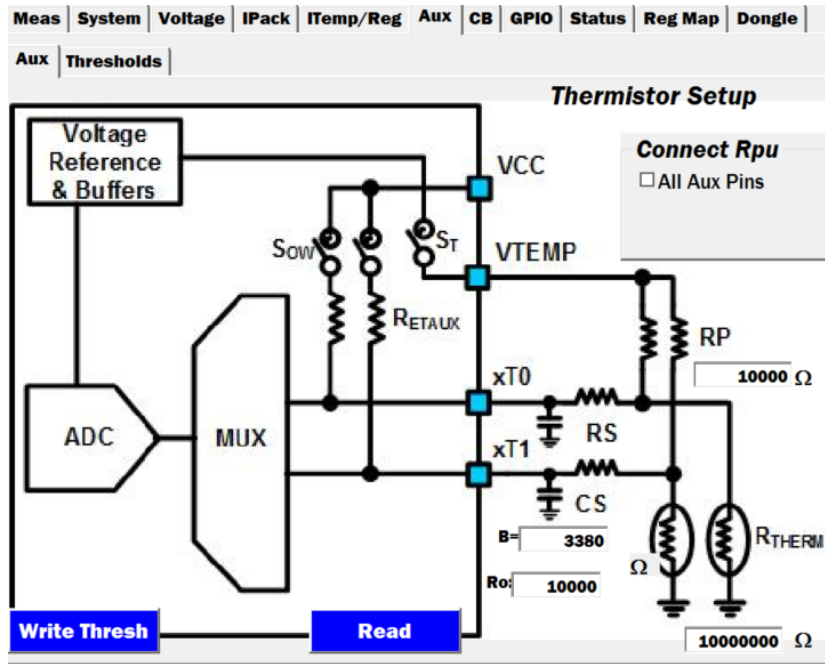 Meas System Voltage IPack ITemp/Reg Aux CB GPIO Status Reg Map Dongle
Aux Thresholds
Thermistor Setup
Voltage
Reference
& Buffers
VCC
Connect Rpu
All Aux Pins
SOW
ST
VTEMP
RETAUX
RP
10000 Ω
xT0
ADC
MUX
RS
xT1
CS
B= 3380
RTHERM
Ω
Ro: 10000
Write Thresh
Read
10000000 Ω